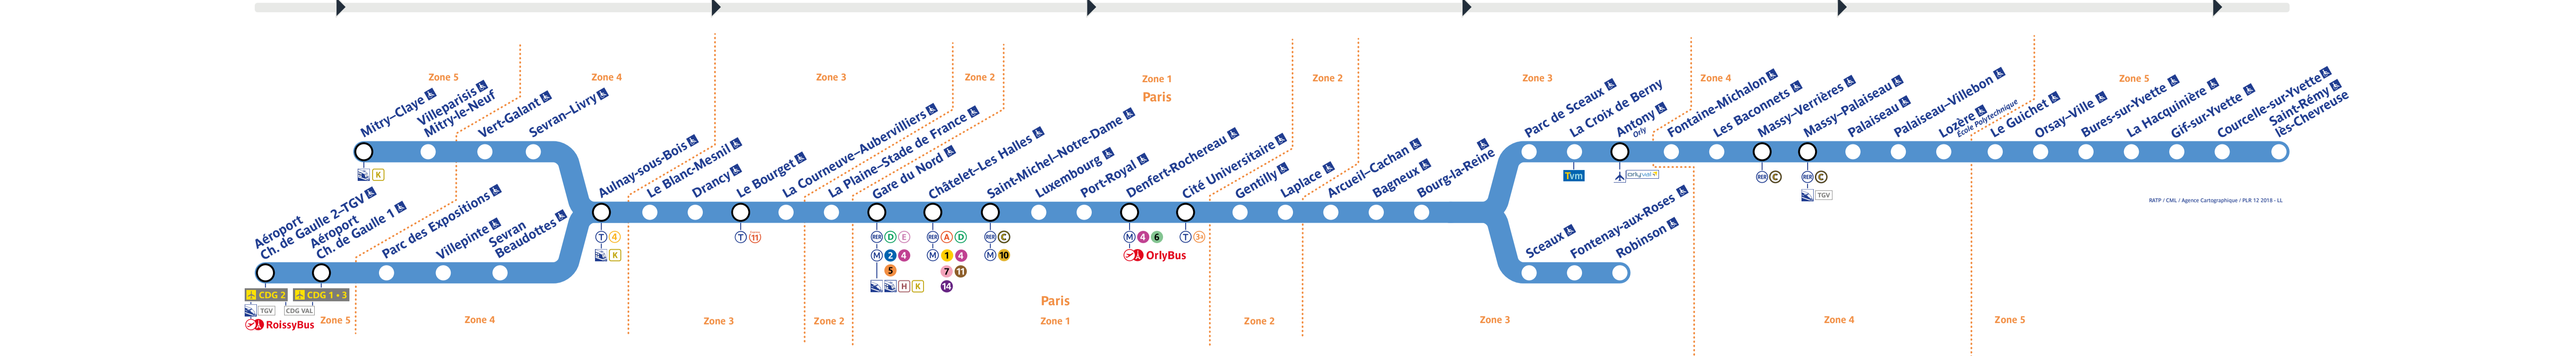 Zone 5
Zone 4
Zone 3
Zone 2
Zone 1
Paris
Zone 2
Zone 3
Zone 4
Zone 5
Mitry–Claye
Villeparisis
Mitry-le-Neuf
Vert-Galant
Sevran–Livry
K
Aéroport
Ch. de Gaulle 2–TGV
Aéroport
Ch. de Gaulle 1
Parc des Expositions
Villepinte
Sevran
Beaudottes
CDG 2
CDG 1 • 3
TGV
CDG VAL
RoissyBus
Aulnay-sous-Bois
T 4
K
Le Blanc-Mesnil
Drancy
Le Bourget
T 11
La Courneuve–Aubervilliers
La Plaine–Stade de France
Gare du Nord
RER D E
M 2 4
5
H K
Châtelet–Les Halles
RER A D
M 1 4
7 11
14
Saint-Michel–Notre-Dame
RER C
M 10
Luxembourg
Port-Royal
Denfert-Rochereau
M 4 6
OrlyBus
Cité Universitaire
T 3a
Gentilly
Laplace
Arcueil–Cachan
Bagneux
Bourg-la-Reine
Parc de Sceaux
La Croix de Berny
Tvm
Antony
Orly
orlyval
Fontaine-Michalon
Les Baconnets
Massy–Verrières
RER C
Massy–Palaiseau
RER C
TGV
Palaiseau
Palaiseau–Villebon
Lozère
École Polytechnique
Le Guichet
Orsay–Ville
Bures-sur-Yvette
La Hacquinière
Gif-sur-Yvette
Courcelle-sur-Yvette
Saint-Rémy
lès-Chevreuse
Sceaux
Fontenay-aux-Roses
Robinson
RATP / CML / Agence Cartographique / PLR 12 2018 - LL
Zone 5
Zone 4
Zone 3
Zone 2
Paris
Zone 1
Zone 2
Zone 3
Zone 4
Zone 5